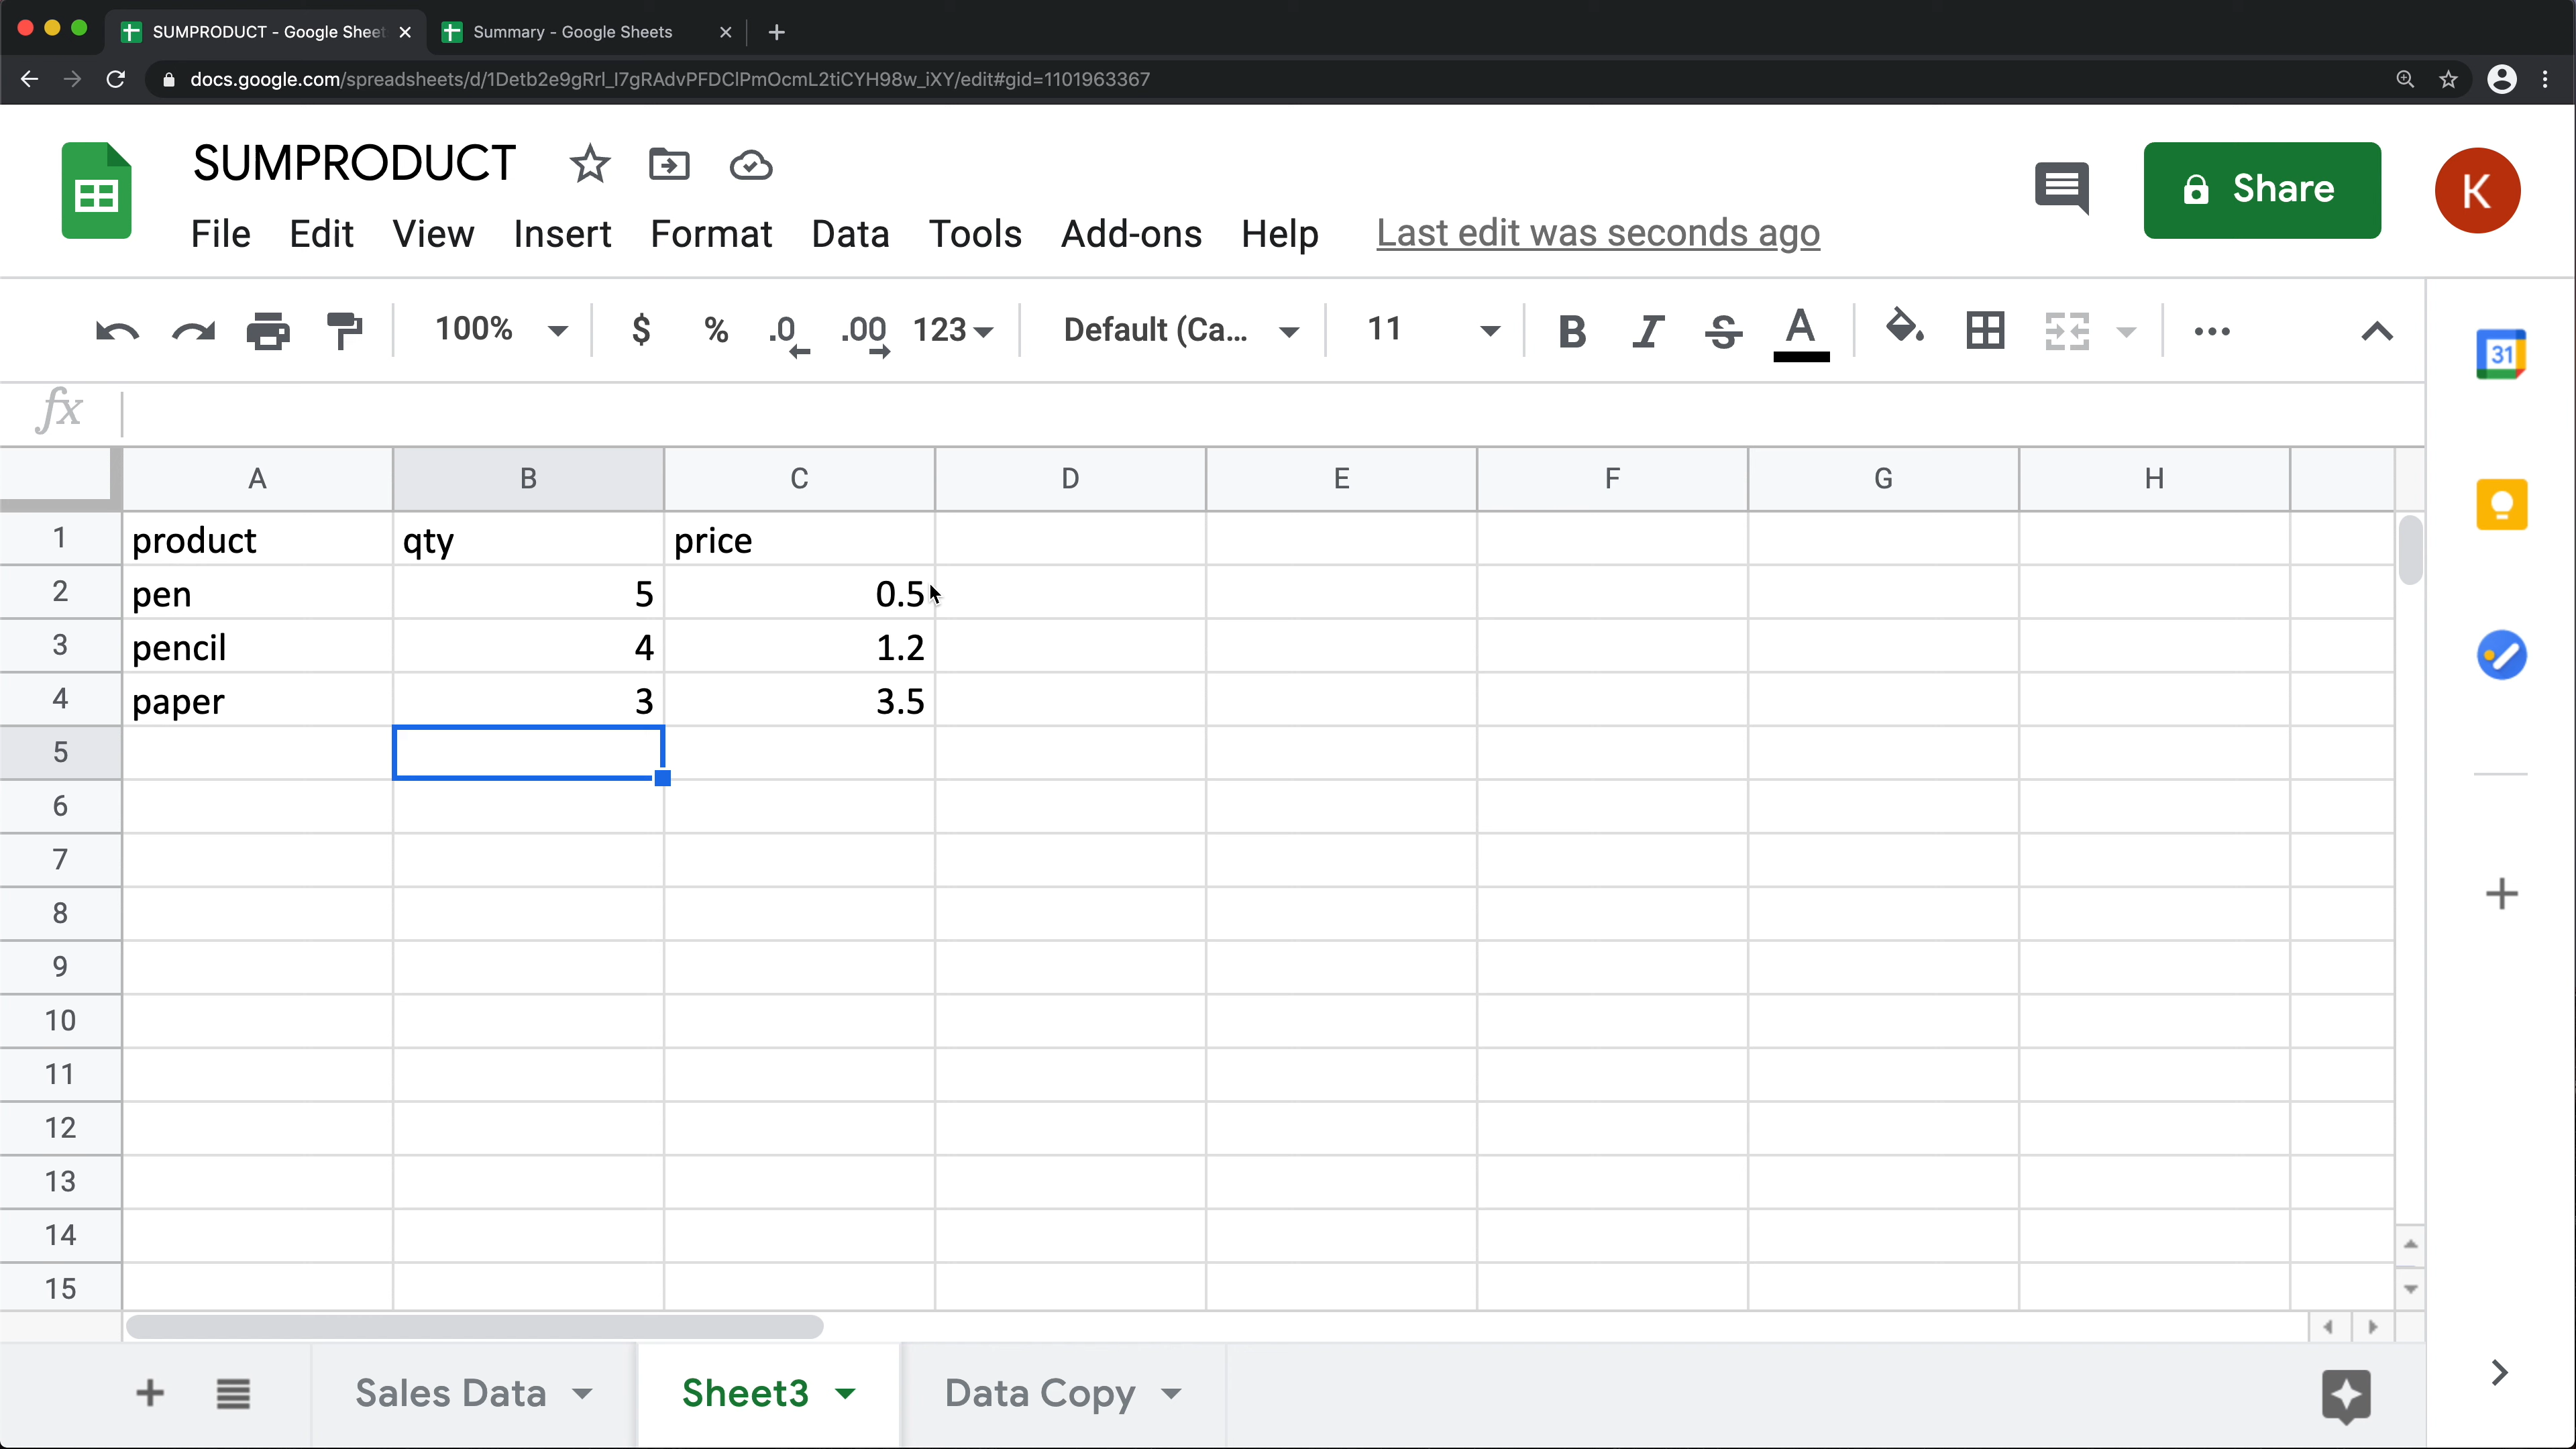 SUMPRODUCT - Google Sheet
Summary - Google Sheets
docs.google.com/spreadsheets/d/1Detb2e9gRrI_I7gRAdvPFDClPmOcmL2tiCYH98w_iXY/edit#gid=1101963367
SUMPRODUCT
Share
K
File Edit View Insert Format Data Tools Add-ons Help Last edit was seconds ago
100% $ % .0 .00 123 Default (Ca... 11 B I S A
31
fx
A B C D E F G H
1 product qty price
2 pen 5 0.5
3 pencil 4 1.2
4 paper 3 3.5
5
6
7
8
9
10
11
12
13
14
15
Sales Data Sheet3 Data Copy